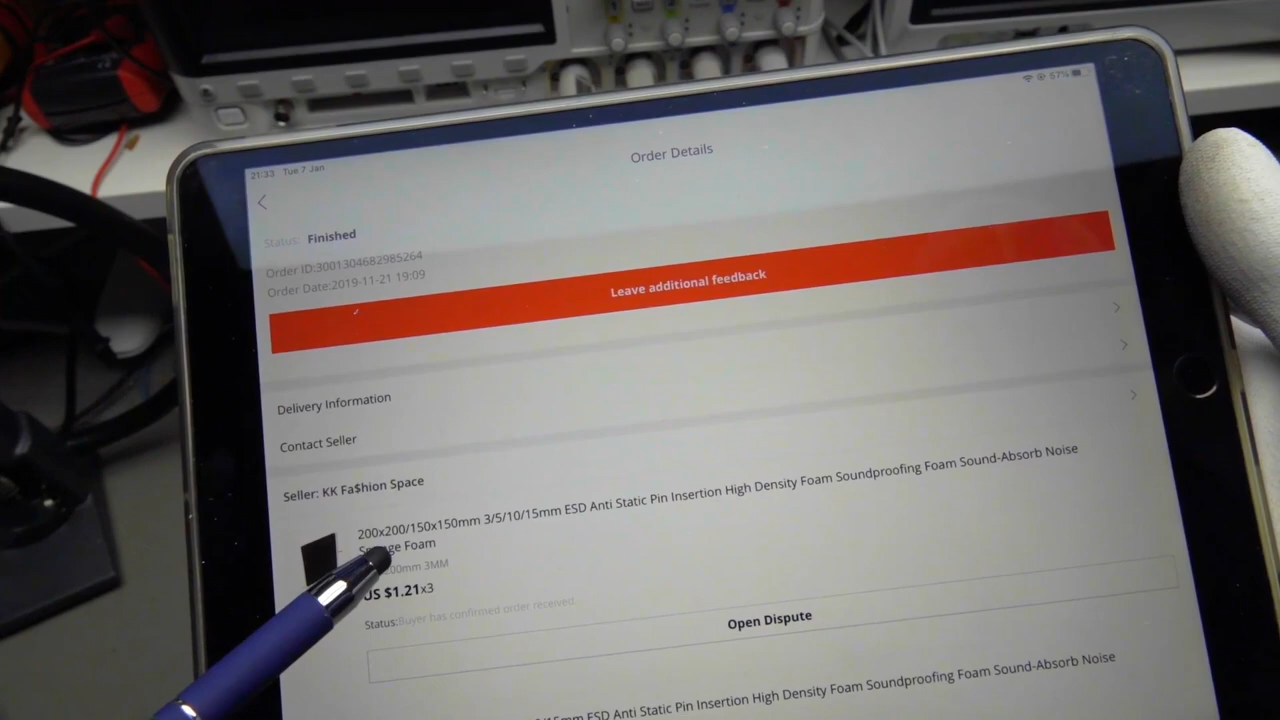 21:33 Tue 7 Jan
57%
Order Details
Status: Finished
Order ID:3001304682985264
Order Date:2019-11-21 19:09
Leave additional feedback
Delivery Information
Contact Seller
Seller: KK Fa$hion Space
200x200/150x150mm 3/5/10/15mm ESD Anti Static Pin Insertion High Density Foam Soundproofing Foam Sound-Absorb Noise
Foam
00mm 3MM
US $1.21x3
Status:Buyer has confirmed order received
Open Dispute
ESD Anti Static Pin Insertion High Density Foam Soundproofing Foam Sound-Absorb Noise